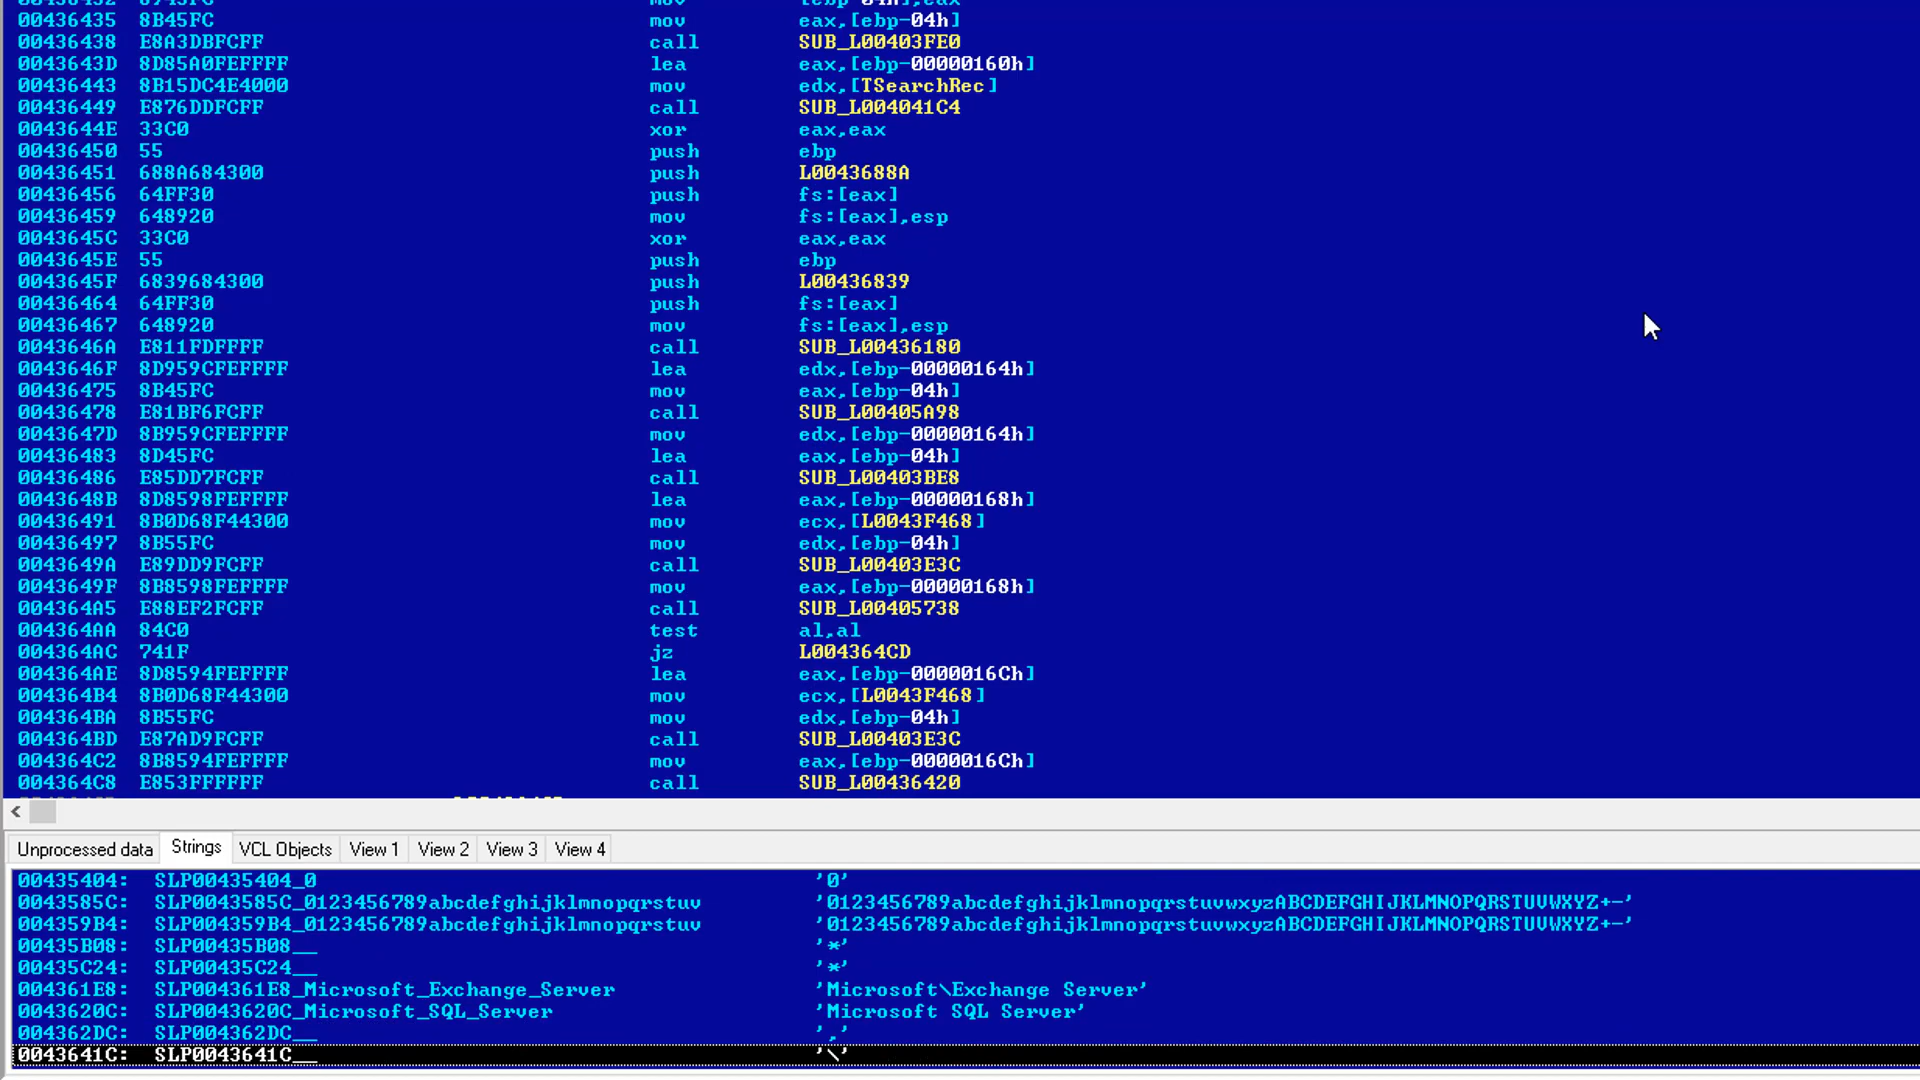 00436435 8B45FC mov eax,[ebp-04h]
00436438 E8A3DBFCFF call SUB_L00403FE0
0043643D 8D85A0FEFFFF lea eax,[ebp-00000160h]
00436443 8B15DC4E4000 mov edx,[TSearchRec]
00436449 E876DDFCFF call SUB_L004041C4
0043644E 33C0 xor eax,eax
00436450 55 push ebp
00436451 688A684300 push L0043688A
00436456 64FF30 push fs:[eax]
00436459 648920 mov fs:[eax],esp
0043645C 33C0 xor eax,eax
0043645E 55 push ebp
0043645F 6839684300 push L00436839
00436464 64FF30 push fs:[eax]
00436467 648920 mov fs:[eax],esp
0043646A E811FDFFFF call SUB_L00436180
0043646F 8D959CFEFFFF lea edx,[ebp-00000164h]
00436475 8B45FC mov eax,[ebp-04h]
00436478 E81BF6FCFF call SUB_L00405A98
0043647D 8B959CFEFFFF mov edx,[ebp-00000164h]
00436483 8D45FC lea eax,[ebp-04h]
00436486 E85DD7FCFF call SUB_L00403BE8
0043648B 8D8598FEFFFF lea eax,[ebp-00000168h]
00436491 8B0D68F44300 mov ecx,[L0043F468]
00436497 8B55FC mov edx,[ebp-04h]
0043649A E89DD9FCFF call SUB_L00403E3C
0043649F 8B8598FEFFFF mov eax,[ebp-00000168h]
004364A5 E88EF2FCFF call SUB_L00405738
004364AA 84C0 test al,al
004364AC 741F jz L004364CD
004364AE 8D8594FEFFFF lea eax,[ebp-0000016Ch]
004364B4 8B0D68F44300 mov ecx,[L0043F468]
004364BA 8B55FC mov edx,[ebp-04h]
004364BD E87AD9FCFF call SUB_L00403E3C
004364C2 8B8594FEFFFF mov eax,[ebp-0000016Ch]
004364C8 E853FFFFFF call SUB_L00436420
<
Unprocessed data Strings VCL Objects View 1 View 2 View 3 View 4
00435404: SLP00435404_0 '0'
0043585C: SLP0043585C_0123456789abcdefghijklmnopqrstuv '0123456789abcdefghijklmnopqrstuvwxyzABCDEFGHIJKLMNOPQRSTUVWXYZ+-'
004359B4: SLP004359B4_0123456789abcdefghijklmnopqrstuv '0123456789abcdefghijklmnopqrstuvwxyzABCDEFGHIJKLMNOPQRSTUVWXYZ+-'
00435B08: SLP00435B08__ '*'
00435C24: SLP00435C24__ '*'
004361E8: SLP004361E8_Microsoft_Exchange_Server 'Microsoft\Exchange Server'
0043620C: SLP0043620C_Microsoft_SQL_Server 'Microsoft SQL Server'
004362DC: SLP004362DC__ ','
0043641C: SLP0043641C__ '\'